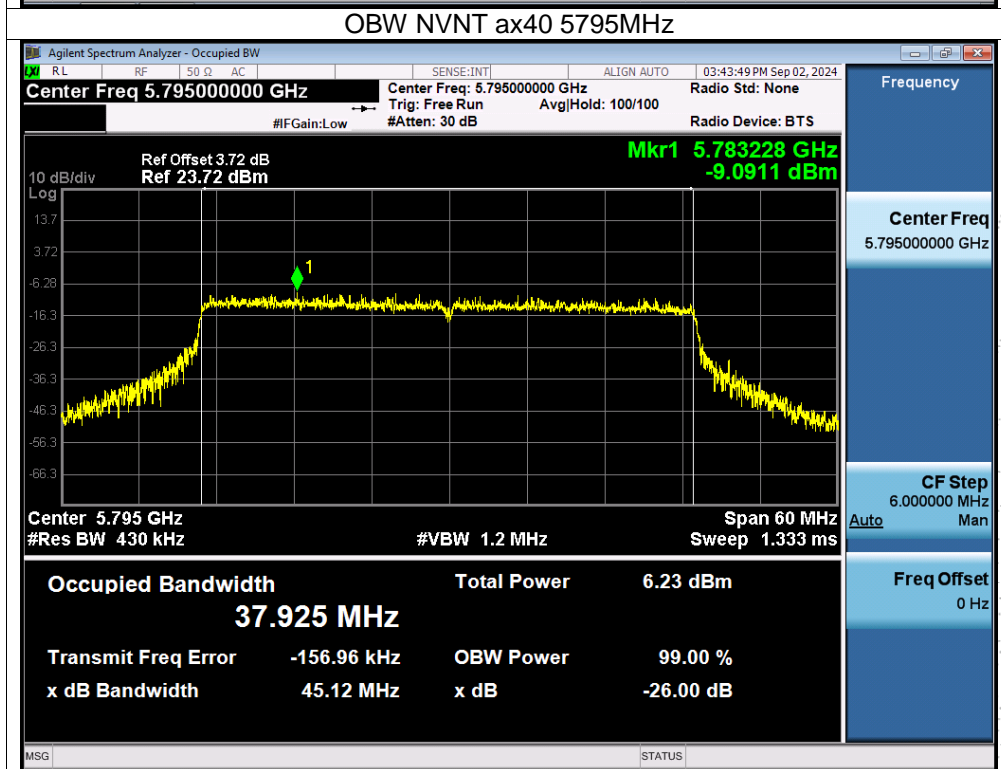 OBW NVNT ax40 5795MHz
Agilent Spectrum Analyzer - Occupied BW
LXI RL RF 50 Ω AC SENSE:INT ALIGN AUTO 03:43:49 PM Sep 02, 2024
Center Freq 5.795000000 GHz
Center Freq: 5.795000000 GHz Radio Std: None
Trig: Free Run Avg|Hold: 100/100
#IFGain:Low #Atten: 30 dB Radio Device: BTS
Frequency
Mkr1 5.783228 GHz
-9.0911 dBm
Ref Offset 3.72 dB
10 dB/div Ref 23.72 dBm
Log
13.7
3.72
-6.28
-16.3
-26.3
-36.3
-46.3
-56.3
-66.3
1
Center 5.795 GHz Span 60 MHz
#Res BW 430 kHz #VBW 1.2 MHz Sweep 1.333 ms
Center Freq
5.795000000 GHz
CF Step
6.000000 MHz
Auto Man
Freq Offset
0 Hz
Occupied Bandwidth Total Power 6.23 dBm
37.925 MHz
Transmit Freq Error -156.96 kHz OBW Power 99.00 %
x dB Bandwidth 45.12 MHz x dB -26.00 dB
MSG STATUS